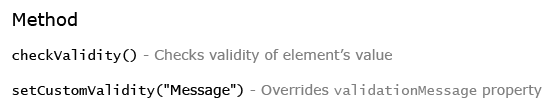 Method
checkValidity() - Checks validity of element’s value
setCustomValidity("Message") - Overrides validationMessage property